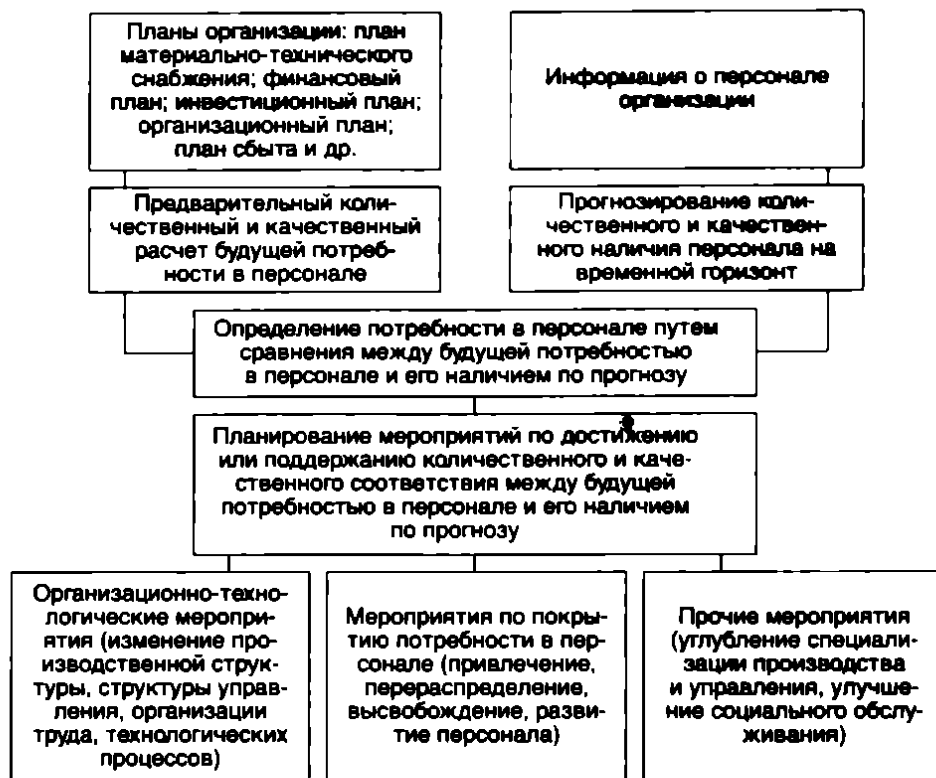 Планы организации: план
материально-технического
снабжения; финансовый
план; инвестиционный план;
организационный план;
план сбыта и др.
Информация о персонале
организации
Предварительный коли-
чественный и качественный
расчет будущей потреб-
ности в персонале
Прогнозирование коли-
чественного и качествен-
ного наличия персонала на
временной горизонт
Определение потребности в персонале путем
сравнения между будущей потребностью
в персонале и его наличием по прогнозу
Планирование мероприятий по достижению
или поддержанию количественного и каче-
ственного соответствия между будущей
потребностью в персонале и его наличием
по прогнозу
Организационно-техно-
логические меропри-
ятия (изменение про-
изводственной струк-
туры, структуры управ-
ления, организации
труда, технологических
процессов)
Мероприятия по покры-
тию потребности в пер-
сонале (привлечение,
перераспределение,
высвобождение, разви-
тие персонала)
Прочие мероприятия
(углубление специали-
зации производства
и управления, улучше-
ние социального обслу-
живания)